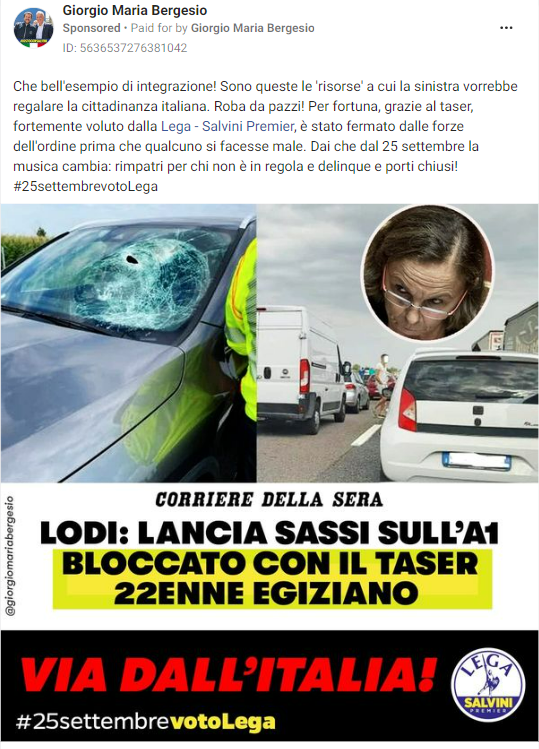 Giorgio Maria Bergesio
Sponsored • Paid for by Giorgio Maria Bergesio
ID: 5636537276381042
Che bell'esempio di integrazione! Sono queste le 'risorse' a cui la sinistra vorrebbe
regalare la cittadinanza italiana. Roba da pazzi! Per fortuna, grazie al taser,
fortemente voluto dalla Lega - Salvini Premier, è stato fermato dalle forze
dell'ordine prima che qualcuno si facesse male. Dai che dal 25 settembre la
musica cambia: rimpatri per chi non è in regola e delinque e porti chiusi!
#25settembrevotoLega
CORRIERE DELLA SERA
LODI: LANCIA SASSI SULL'A1
BLOCCATO CON IL TASER
22ENNE EGIZIANO
@giorgiomariabergesio
VIA DALL'ITALIA!
#25settembrevotoLega
LEGA
SALVINI
PREMIER